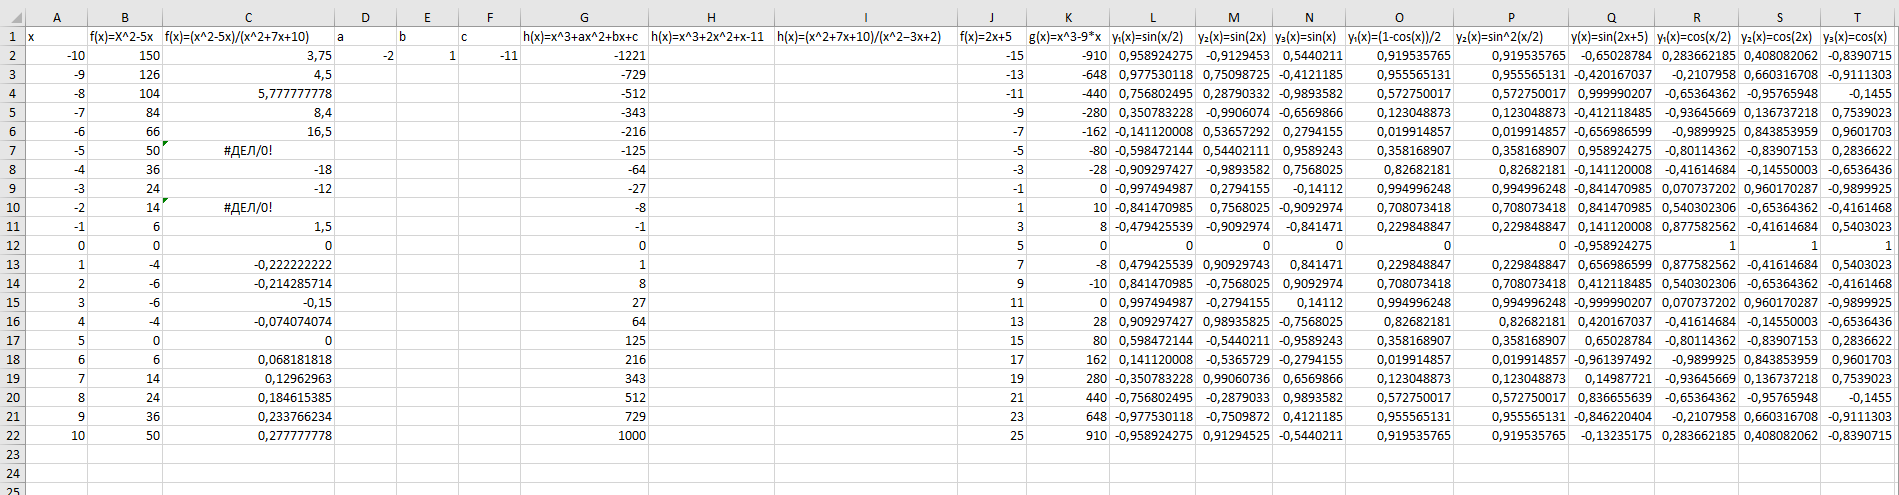 A B C D E F G H I J K L M N O P Q R S T
1 x f(x)=X^2-5x f(x)=(x^2-5x)/(x^2+7x+10) a b c h(x)=x^3+ax^2+bx+c h(x)=x^3+2x^2+x-11 h(x)=(x^2+7x+10)/(x^2−3x+2) f(x)=2x+5 g(x)=x^3-9*x y₁(x)=sin(x/2) y₂(x)=sin(2x) y₃(x)=sin(x) y₁(x)=(1-cos(x))/2 y₂(x)=sin^2(x/2) y(x)=sin(2x+5) y₁(x)=cos(x/2) y₂(x)=cos(2x) y₃(x)=cos(x)
2 -10 150 3,75 -2 1 -11 -1221 -15 -910 0,958924275 -0,9129453 0,5440211 0,919535765 0,919535765 -0,65028784 0,283662185 0,408082062 -0,8390715
3 -9 126 4,5 -729 -13 -648 0,977530118 0,75098725 -0,4121185 0,955565131 0,955565131 -0,420167037 -0,2107958 0,660316708 -0,9111303
4 -8 104 5,777777778 -512 -11 -440 0,756802495 0,28790332 -0,9893582 0,572750017 0,572750017 0,999990207 -0,65364362 -0,95765948 -0,1455
5 -7 84 8,4 -343 -9 -280 0,350783228 -0,9906074 -0,6569866 0,123048873 0,123048873 -0,412118485 -0,93645669 0,136737218 0,7539023
6 -6 66 16,5 -216 -7 -162 -0,141120008 0,53657292 0,2794155 0,019914857 0,019914857 -0,656986599 -0,9899925 0,843853959 0,9601703
7 -5 50 #ДЕЛ/0! -125 -5 -80 -0,598472144 0,54402111 0,9589243 0,358168907 0,358168907 0,958924275 -0,80114362 -0,83907153 0,2836622
8 -4 36 -18 -64 -3 -28 -0,909297427 -0,9893582 0,7568025 0,82682181 0,82682181 -0,141120008 -0,41614684 -0,14550003 -0,6536436
9 -3 24 -12 -27 -1 0 -0,997494987 0,2794155 -0,14112 0,994996248 0,994996248 -0,841470985 0,070737202 0,960170287 -0,9899925
10 -2 14 #ДЕЛ/0! -8 1 10 -0,841470985 0,7568025 -0,9092974 0,708073418 0,708073418 0,841470985 0,540302306 -0,65364362 -0,4161468
11 -1 6 1,5 -1 3 8 -0,479425539 -0,9092974 -0,841471 0,229848847 0,229848847 0,141120008 0,877582562 -0,41614684 0,5403023
12 0 0 0 0 5 0 0 0 0 0 0 -0,958924275 1 1 1
13 1 -4 -0,222222222 1 7 -8 0,479425539 0,90929743 0,841471 0,229848847 0,229848847 0,656986599 0,877582562 -0,41614684 0,5403023
14 2 -6 -0,214285714 8 9 -10 0,841470985 -0,7568025 0,9092974 0,708073418 0,708073418 0,412118485 0,540302306 -0,65364362 -0,4161468
15 3 -6 -0,15 27 11 0 0,997494987 -0,2794155 0,14112 0,994996248 0,994996248 -0,999990207 0,070737202 0,960170287 -0,9899925
16 4 -4 -0,074074074 64 13 28 0,909297427 0,98935825 -0,7568025 0,82682181 0,82682181 0,420167037 -0,41614684 -0,14550003 -0,6536436
17 5 0 0 125 15 80 0,598472144 -0,5440211 -0,9589243 0,358168907 0,358168907 0,65028784 -0,80114362 -0,83907153 0,2836622
18 6 6 0,068181818 216 17 162 0,141120008 -0,5365729 -0,2794155 0,019914857 0,019914857 -0,961397492 -0,9899925 0,843853959 0,9601703
19 7 14 0,12962963 343 19 280 -0,350783228 0,99060736 0,6569866 0,123048873 0,123048873 0,14987721 -0,93645669 0,136737218 0,7539023
20 8 24 0,184615385 512 21 440 -0,756802495 -0,2879033 0,9893582 0,572750017 0,572750017 0,836655639 -0,65364362 -0,95765948 -0,1455
21 9 36 0,233766234 729 23 648 -0,977530118 -0,7509872 0,4121185 0,955565131 0,955565131 -0,846220404 -0,2107958 0,660316708 -0,9111303
22 10 50 0,277777778 1000 25 910 -0,958924275 0,91294525 -0,5440211 0,919535765 0,919535765 -0,13235175 0,283662185 0,408082062 -0,8390715
23
24
25